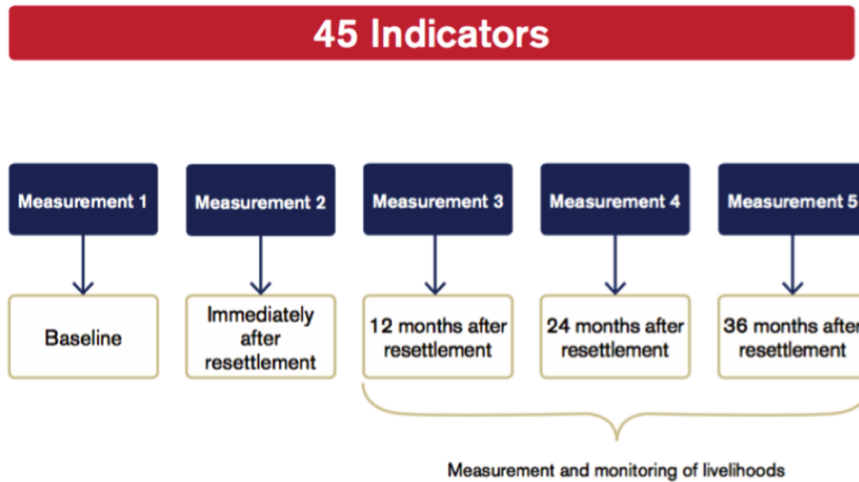 45 Indicators
Measurement 1
Measurement 2
Measurement 3
Measurement 4
Measurement 5
Baseline
Immediately
after
resettlement
12 months after
resettlement
24 months after
resettlement
36 months after
resettlement
Measurement and monitoring of livelihoods